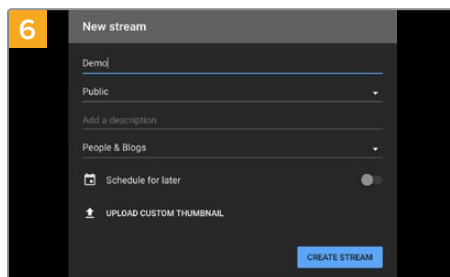 6
New stream
Demo
Public
Add a description
People & Blogs
Schedule for later
UPLOAD CUSTOM THUMBNAIL
CREATE STREAM